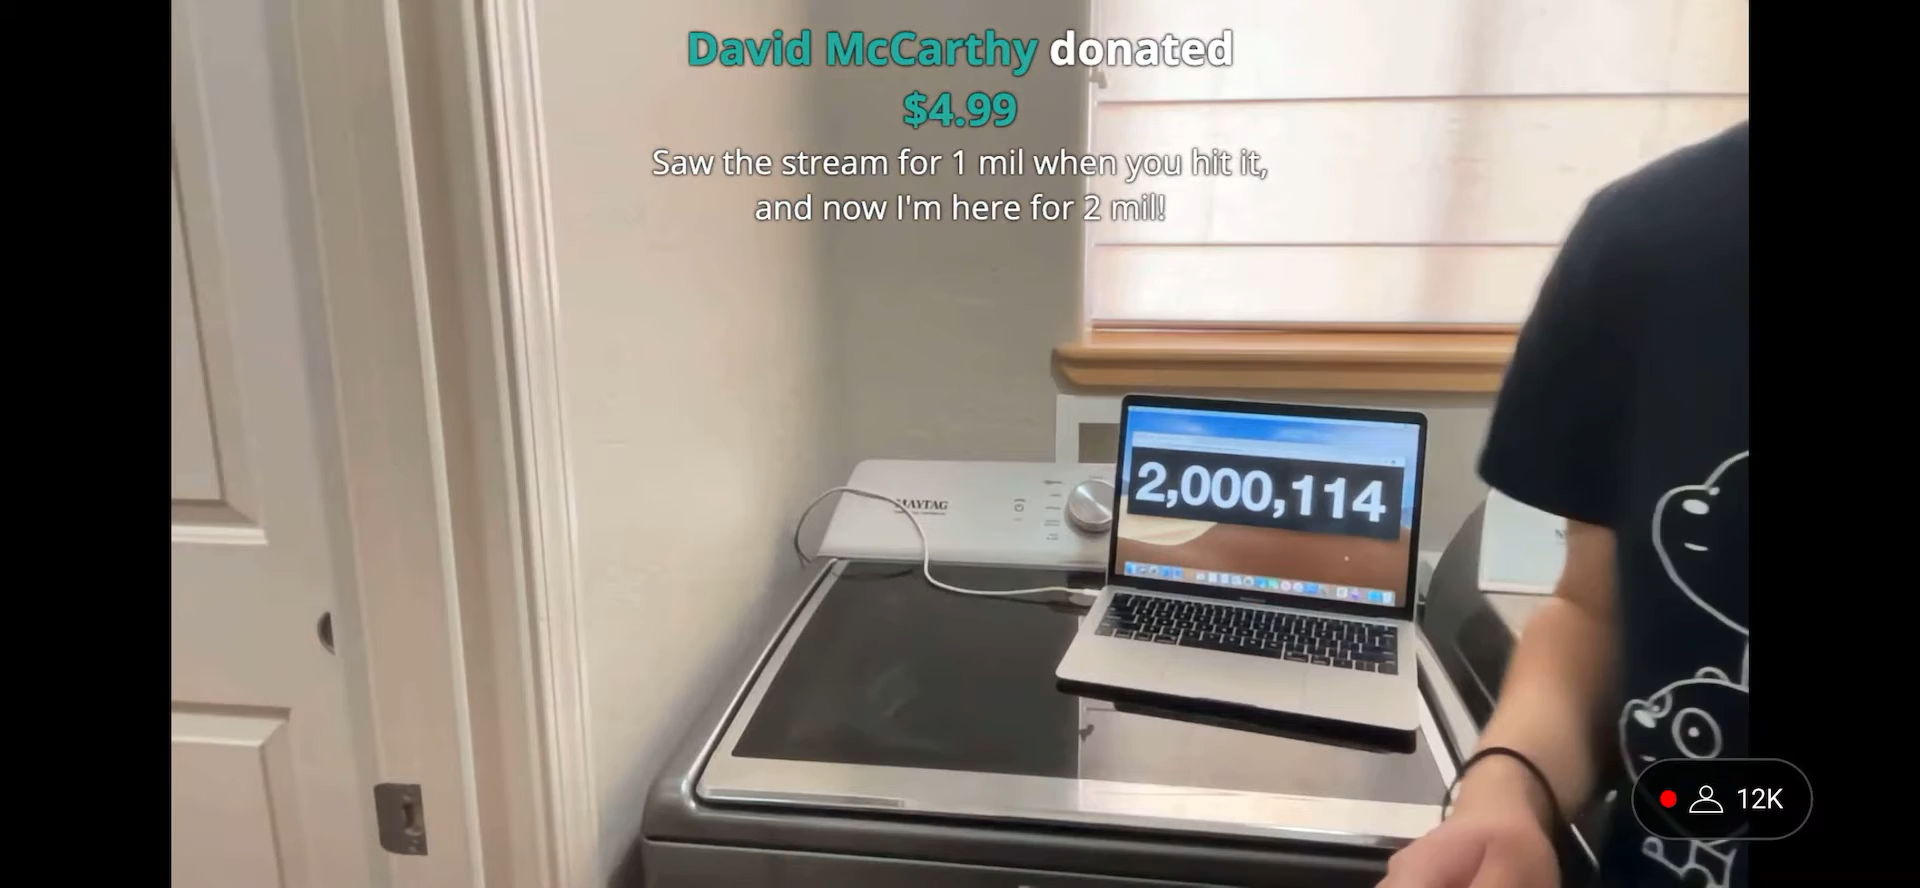 David McCarthy donated
$4.99
Saw the stream for 1 mil when you hit it,
and now I'm here for 2 mil!
MAYTAG
2,000,114
12K